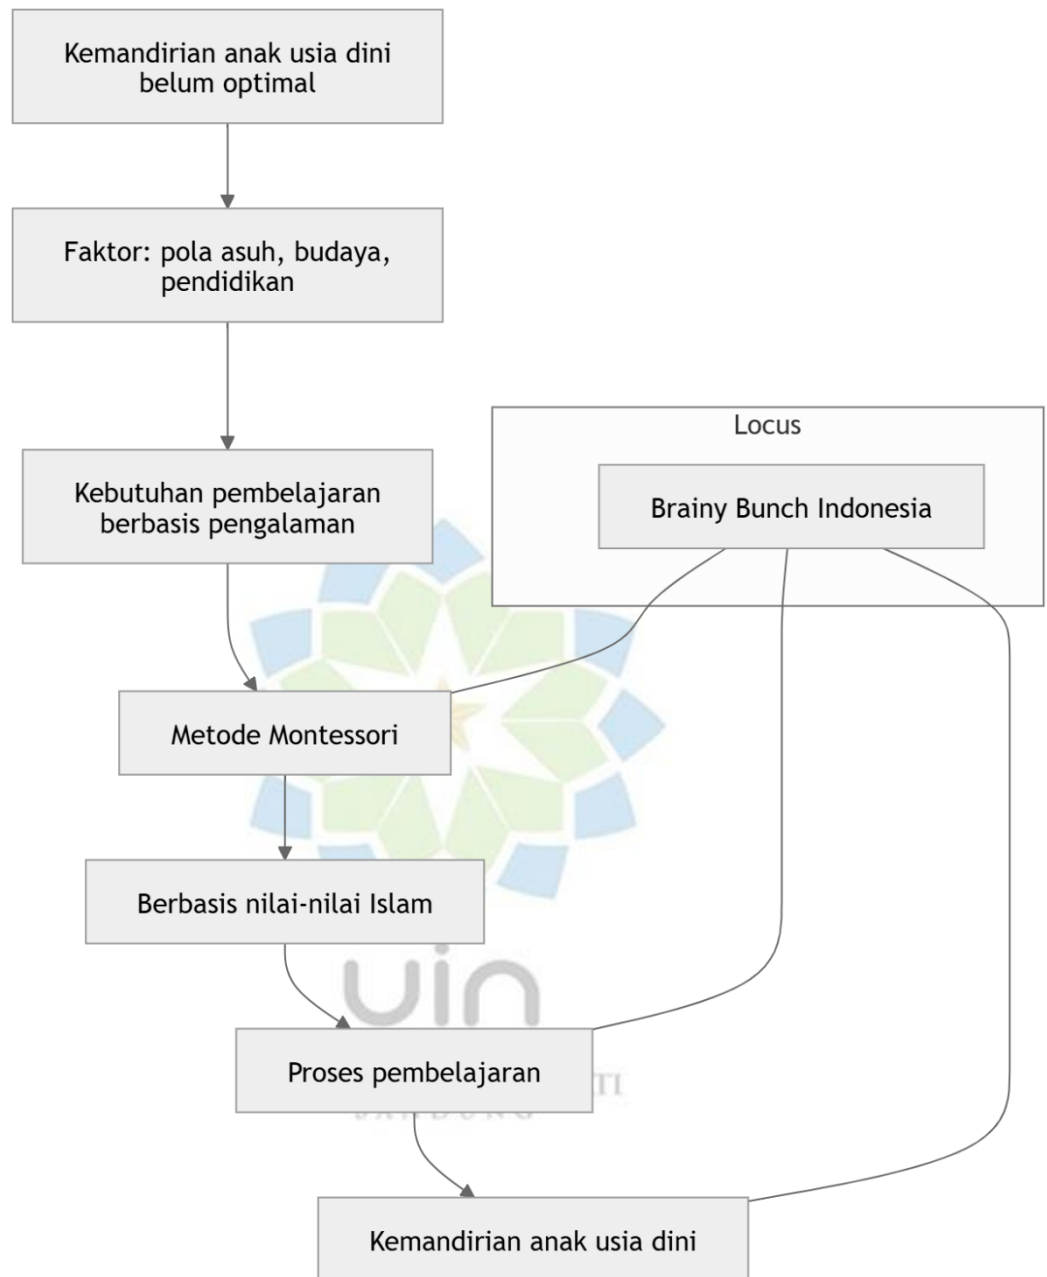 Kemandirian anak usia dini
belum optimal
Faktor: pola asuh, budaya,
pendidikan
Kebutuhan pembelajaran
berbasis pengalaman
Locus
Brainy Bunch Indonesia
Metode Montessori
Berbasis nilai-nilai Islam
uin
Proses pembelajaran
Kemandirian anak usia dini